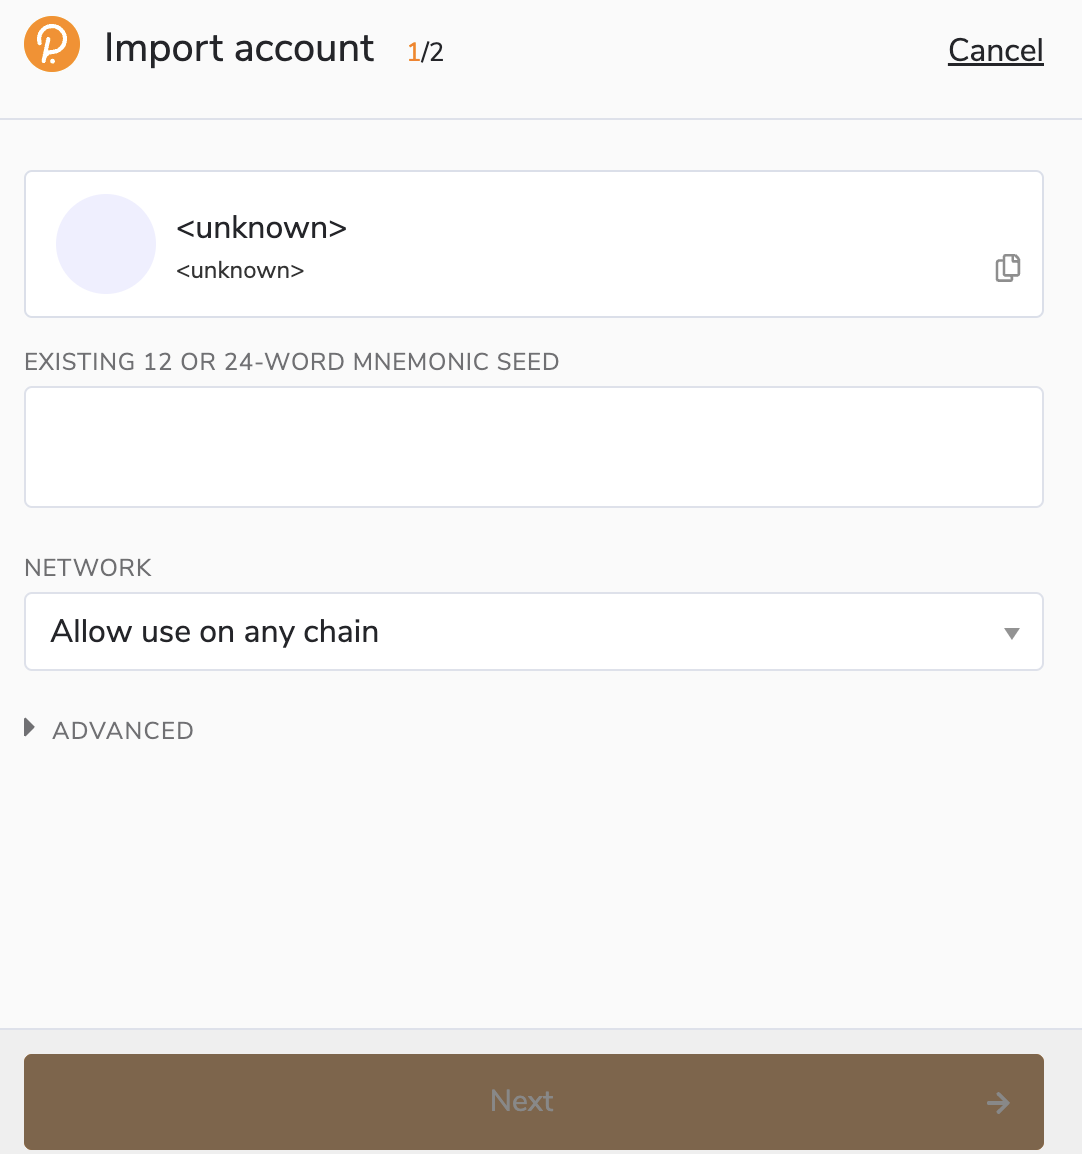 Import account 1/2 Cancel
<unknown>
<unknown>
EXISTING 12 OR 24-WORD MNEMONIC SEED
NETWORK
Allow use on any chain
ADVANCED
Next